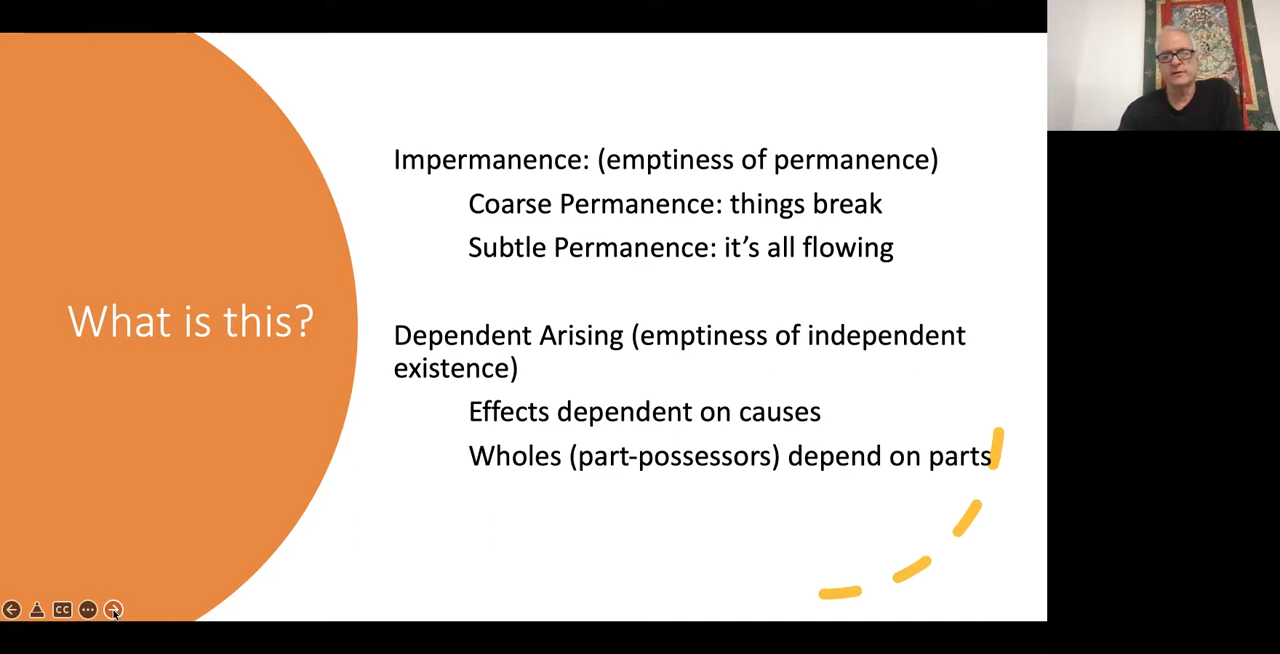 What is this?
Impermanence: (emptiness of permanence)
Coarse Permanence: things break
Subtle Permanence: it’s all flowing
Dependent Arising (emptiness of independent
existence)
Effects dependent on causes
Wholes (part-possessors) depend on parts
CC